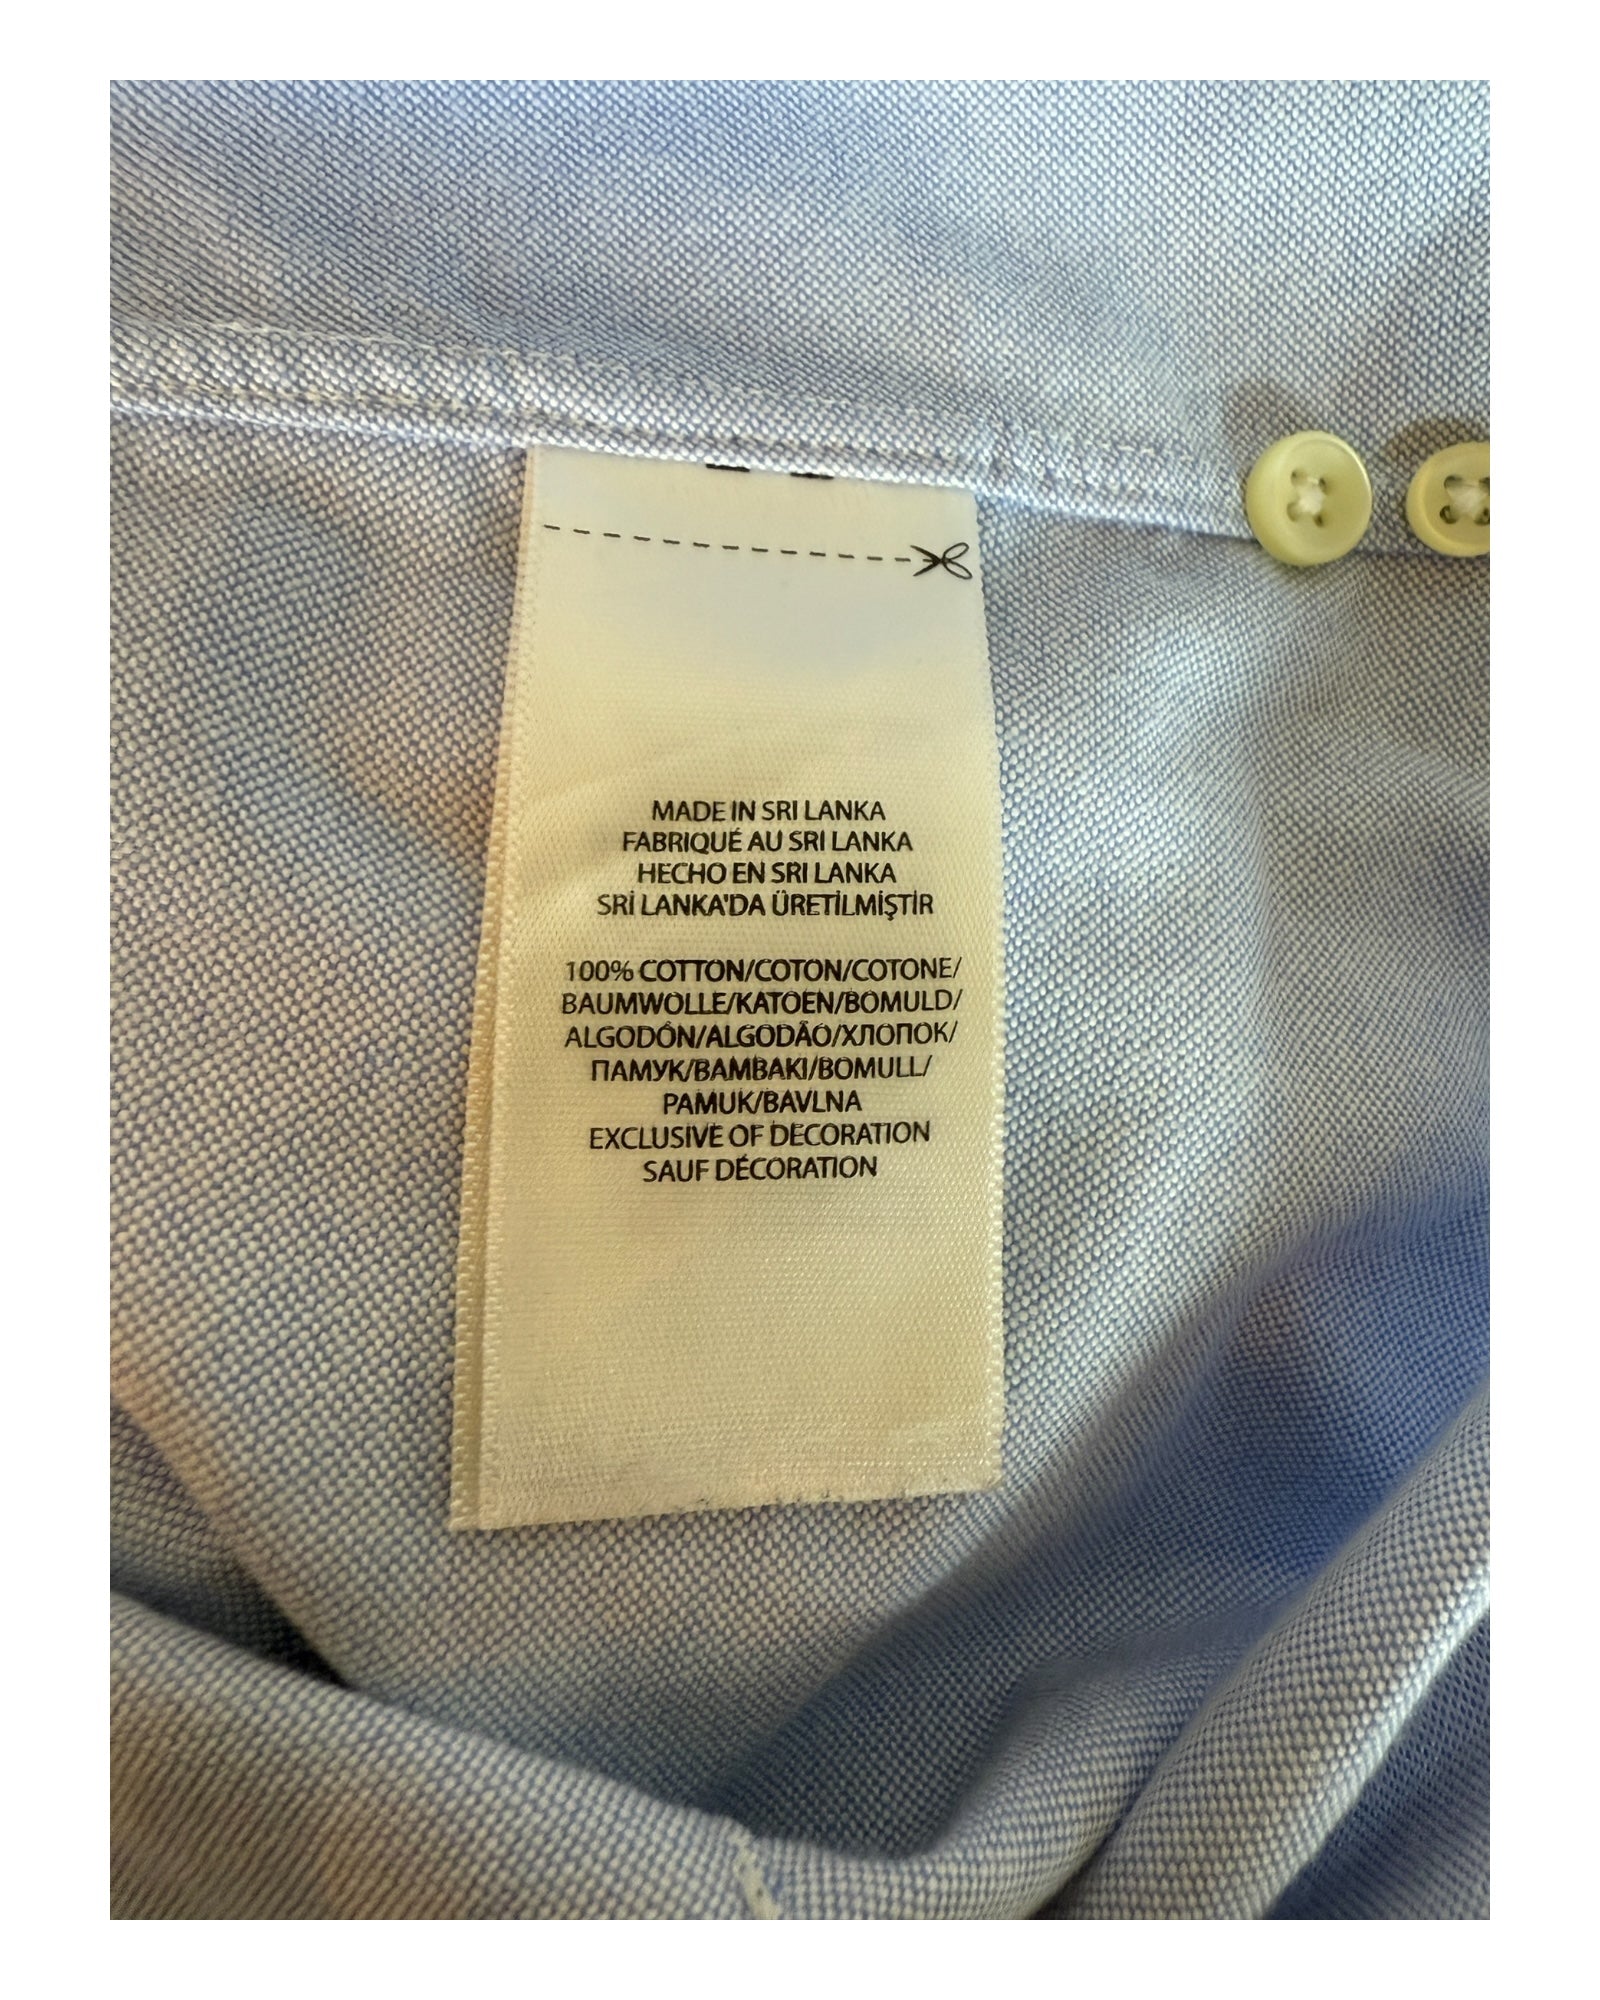 MADE IN SRI LANKA
FABRIQUÉ AU SRI LANKA
HECHO EN SRI LANKA
SRİ LANKA'DA ÜRETİLMİŞTİR
100% COTTON/COTON/COTONE/
BAUMWOLLE/KATOEN/BOMULD/
ALGODÓN/ALGODÃO/ХЛОПОК/
ПАМУК/BAMBAKI/BOMULL/
PAMUK/BAVLNA
EXCLUSIVE OF DECORATION
SAUF DÉCORATION